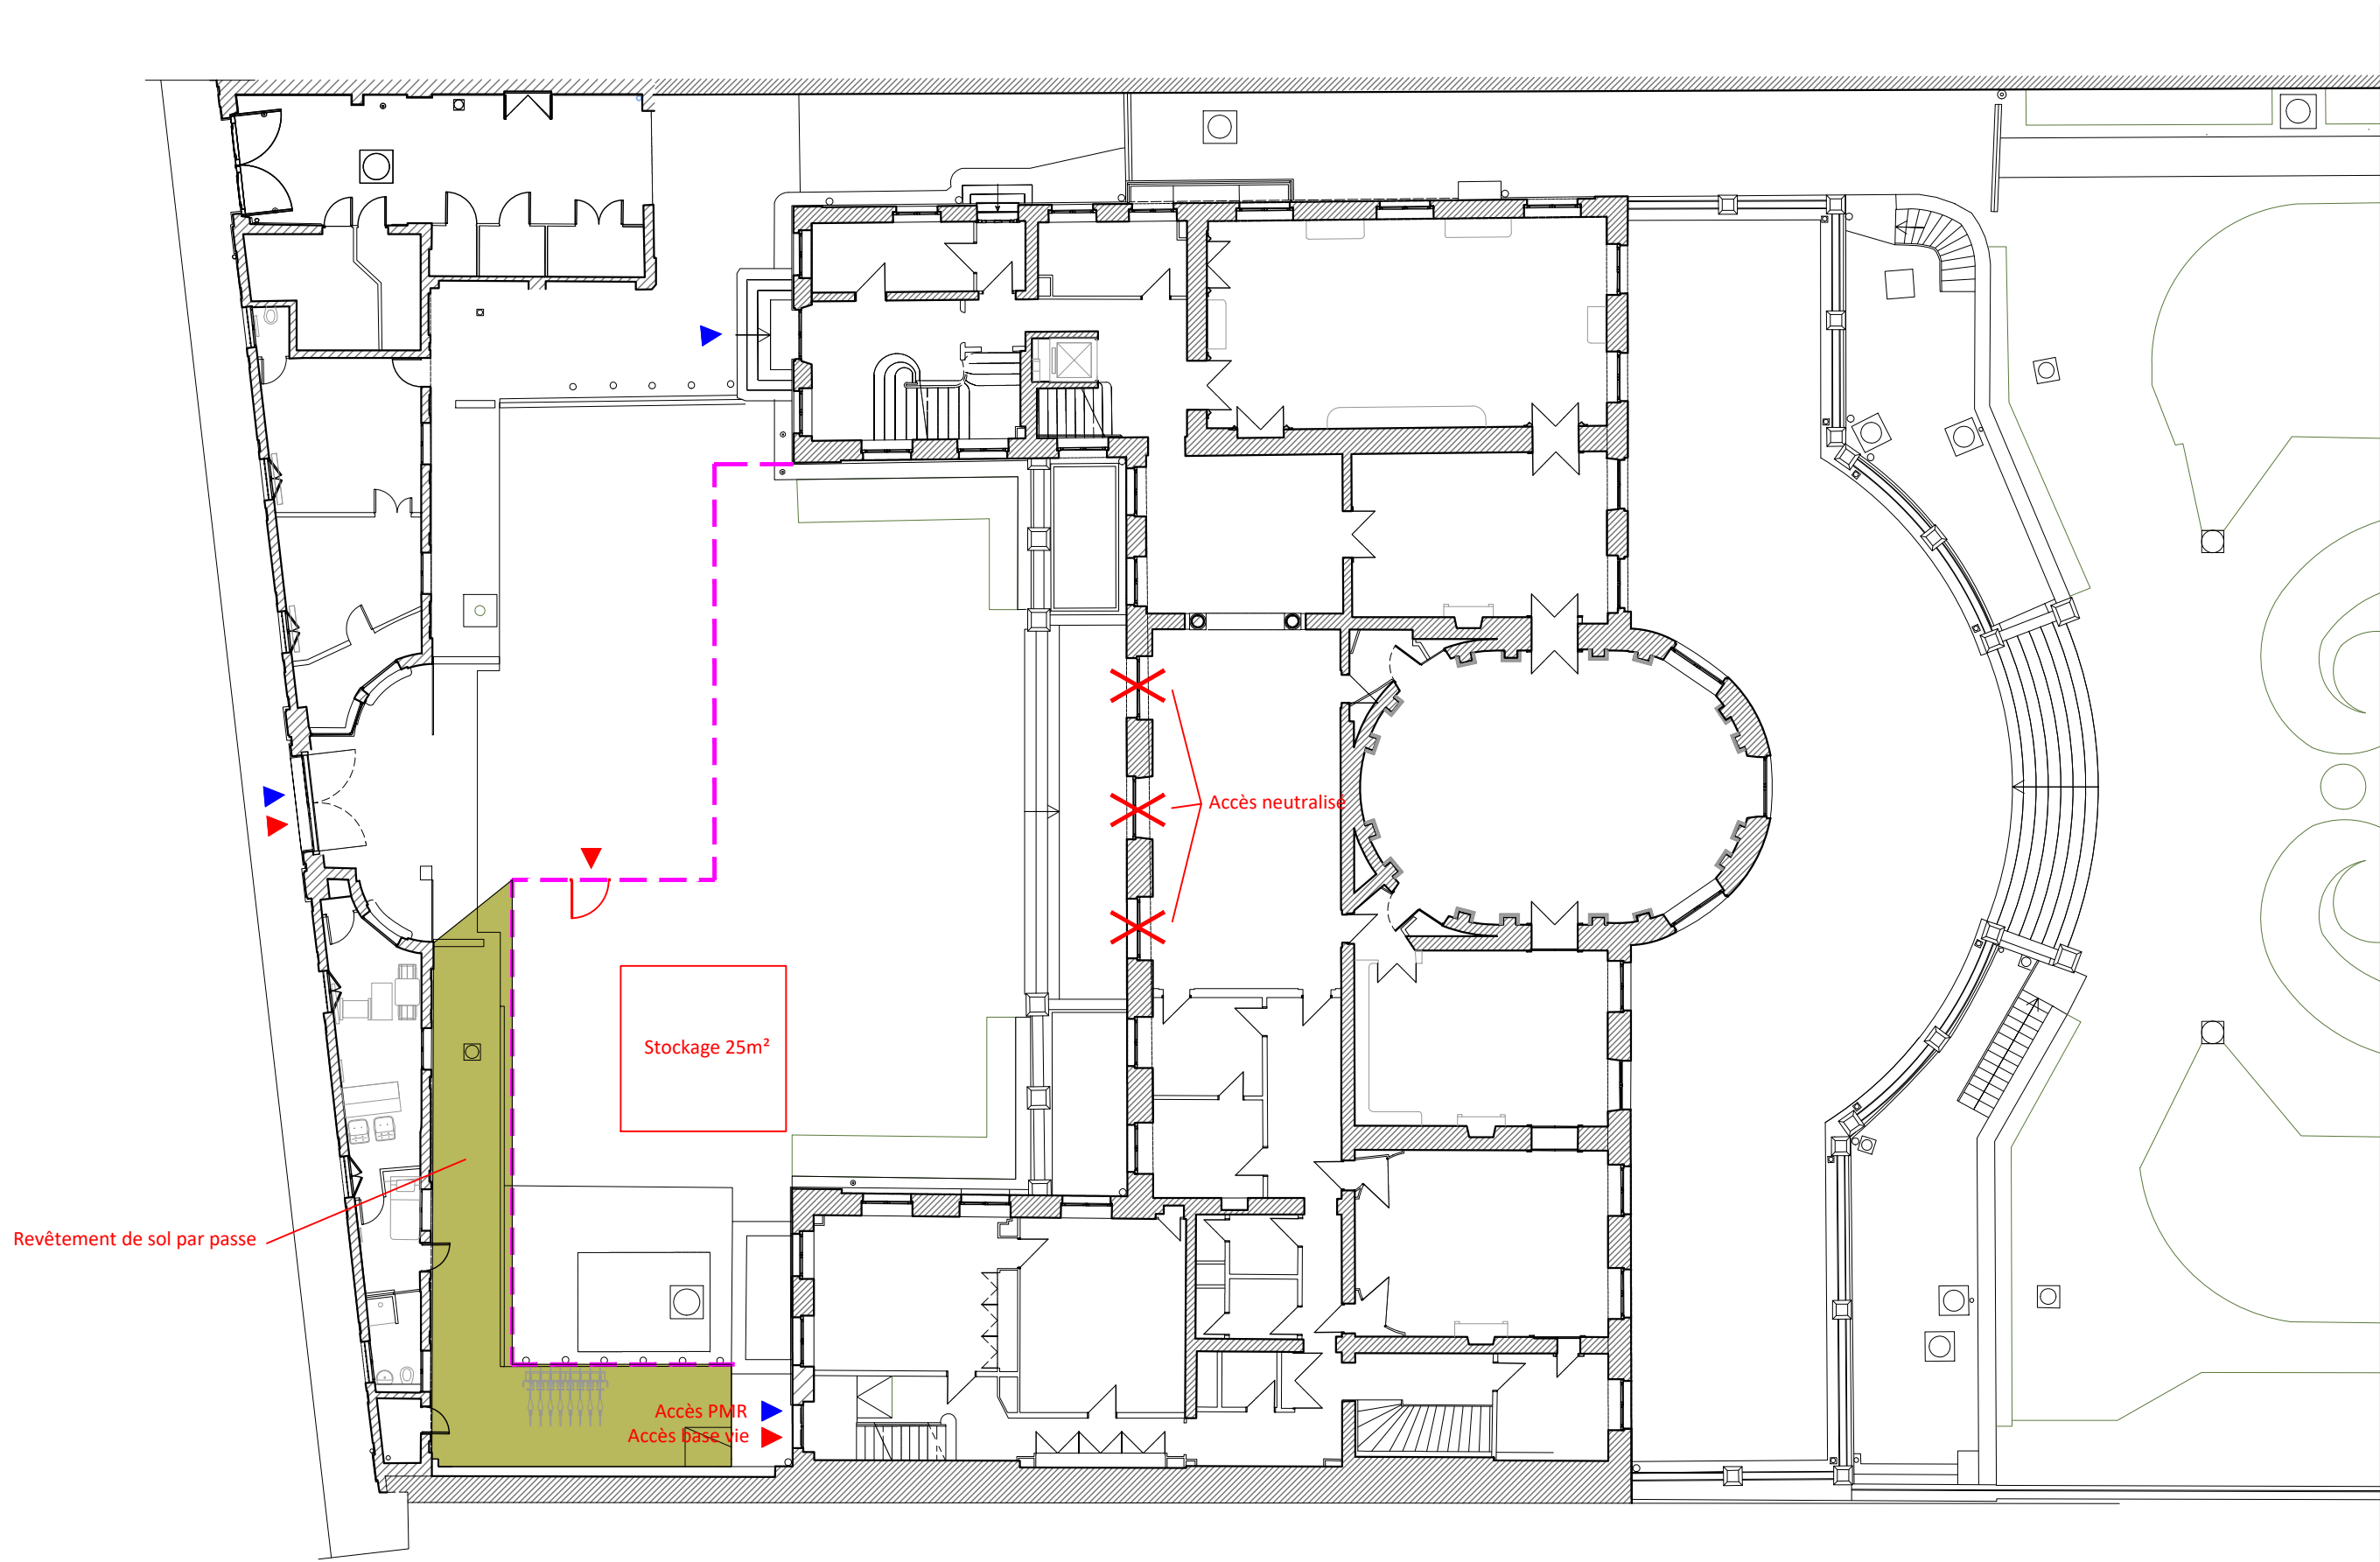 Accès neutralisé
Stockage 25m²
Revêtement de sol par passe
Accès PMR
Accès base vie